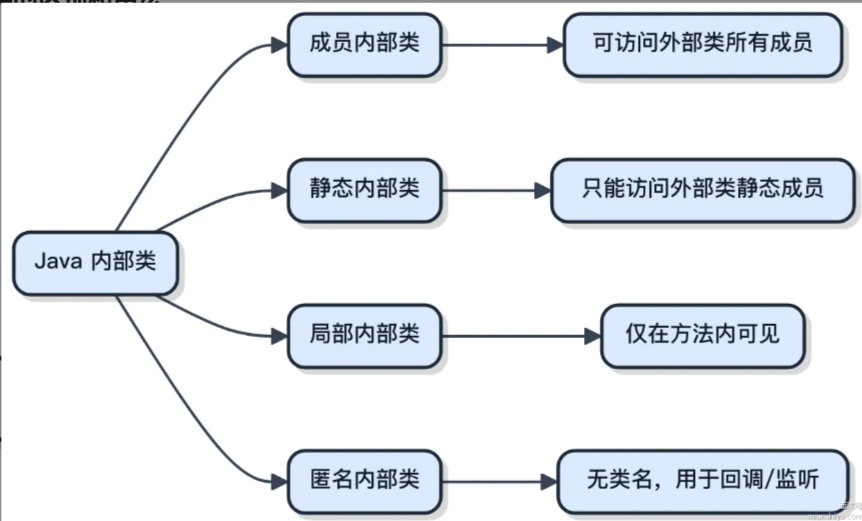 Java 内部类
成员内部类
可访问外部类所有成员
静态内部类
只能访问外部类静态成员
局部内部类
仅在方法内可见
匿名内部类
无类名，用于回调/监听